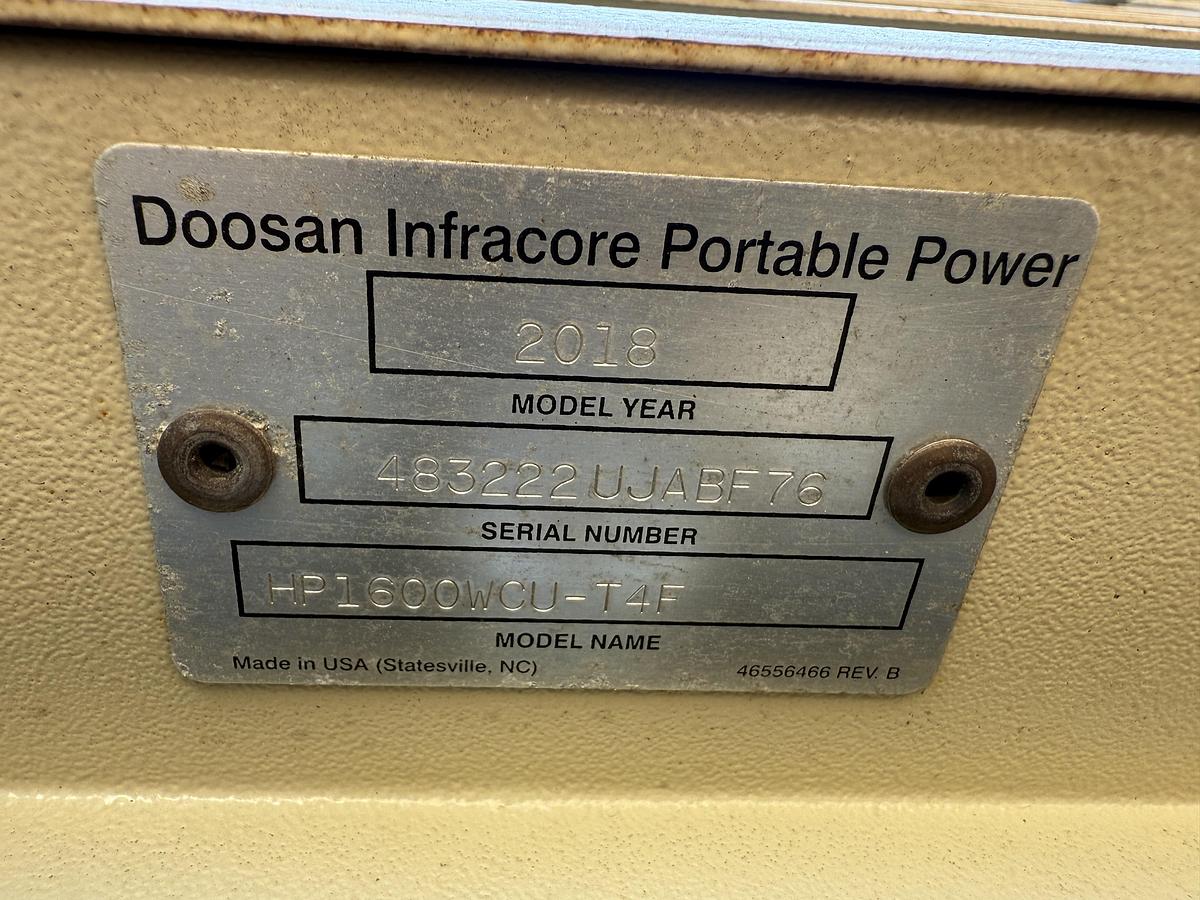 Doosan Infracore Portable Power
2018
MODEL YEAR
483222UJABF76
SERIAL NUMBER
HP1600WCU-T4F
MODEL NAME
Made in USA (Statesville, NC)
46556466 REV. B